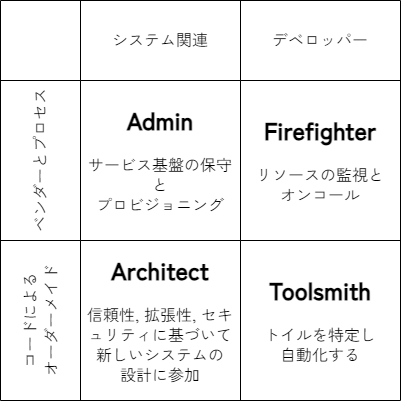 システム関連
デベロッパー
ベンダーとプロセス
Admin
サービス基盤の保守
と
プロビジョニング
Firefighter
リソースの監視と
オンコール
コードによる
オーダーメイド
Architect
信頼性, 拡張性, セキ
ュリティに基づいて
新しいシステムの
設計に参加
Toolsmith
トイルを特定し
自動化する